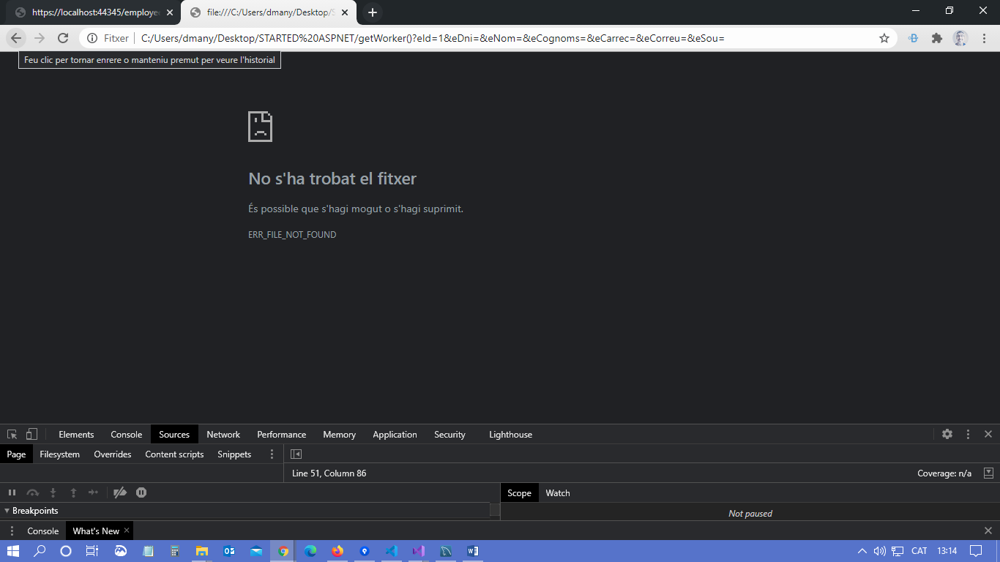 https://localhost:44345/employe
file:///C:/Users/dmany/Desktop/S
Fitxer
C:/Users/dmany/Desktop/STARTED%20ASPNET/getWorker()?eId=1&eDni=&eNom=&eCognoms=&eCarrec=&eCorreu=&eSou=
Feu clic per tornar enrere o manteniu premut per veure l'historial
No s'ha trobat el fitxer
És possible que s'hagi mogut o s'hagi suprimit.
ERR_FILE_NOT_FOUND
Elements Console Sources Network Performance Memory Application Security Lighthouse
Page Filesystem Overrides Content scripts Snippets
Line 51, Column 86
Coverage: n/a
Scope Watch
Breakpoints
Not paused
Console What's New
CAT 13:14